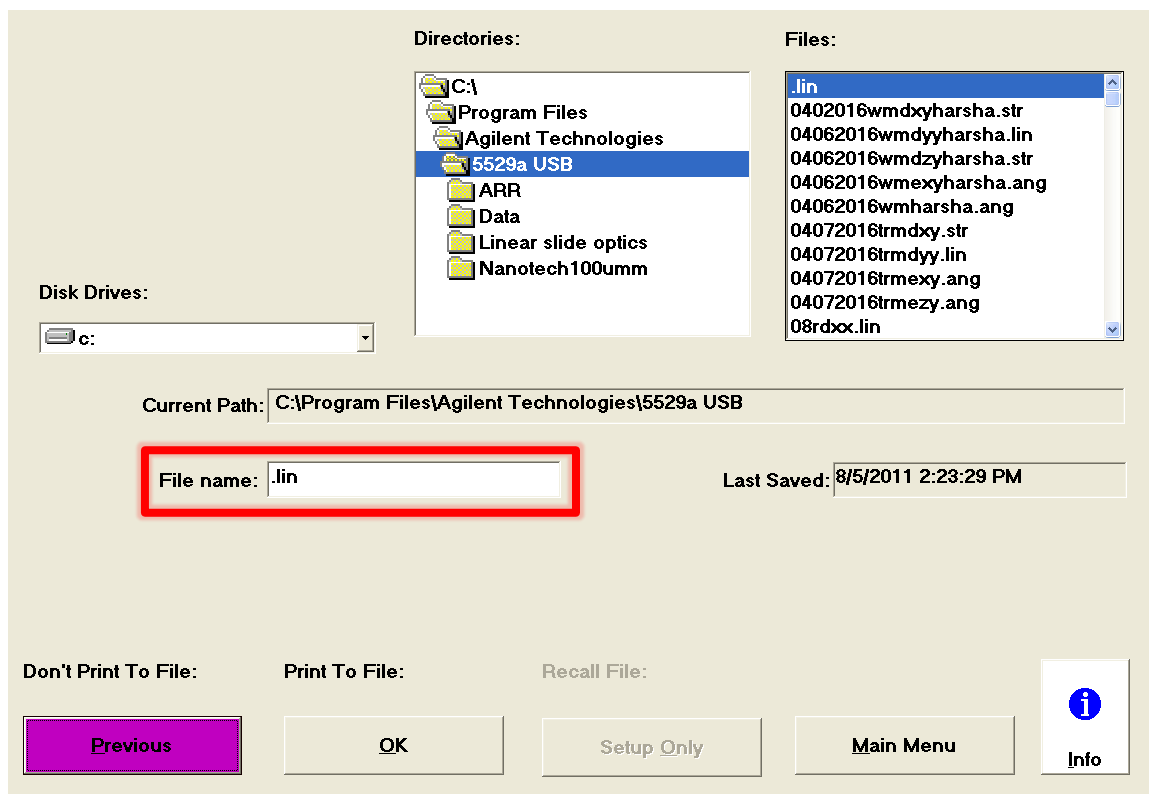 Directories:
C:\
Program Files
Agilent Technologies
5529a USB
ARR
Data
Linear slide optics
Nanotech100umm
Files:
.lin
0402016wmdxyharsha.str
04062016wmdyyharsha.lin
04062016wmdzyharsha.str
04062016wmexyharsha.ang
04062016wmharsha.ang
04072016trmdxy.str
04072016trmdyy.lin
04072016trmexy.ang
04072016trmezy.ang
08rdxx.lin
Disk Drives:
c:
Current Path: C:\Program Files\Agilent Technologies\5529a USB
File name: .lin
Last Saved: 8/5/2011 2:23:29 PM
Don't Print To File:
Print To File:
Recall File:
Previous
OK
Setup Only
Main Menu
i
Info